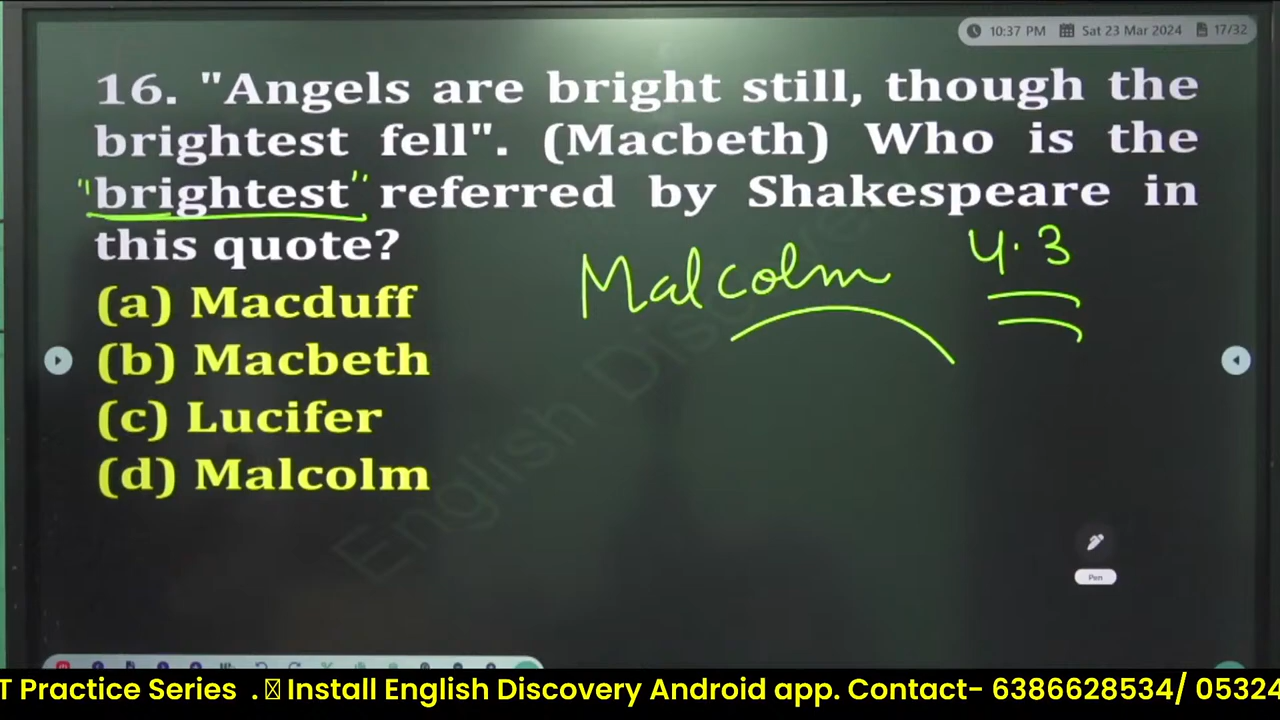 10:37 PM Sat 23 Mar 2024 17/32
16. "Angels are bright still, though the
brightest fell". (Macbeth) Who is the
"brightest" referred by Shakespeare in
this quote?
Malcolm 4.3
(a) Macduff
(b) Macbeth
(c) Lucifer
(d) Malcolm
English Discove
Pen
T Practice Series . Install English Discovery Android app. Contact- 6386628534/ 05324